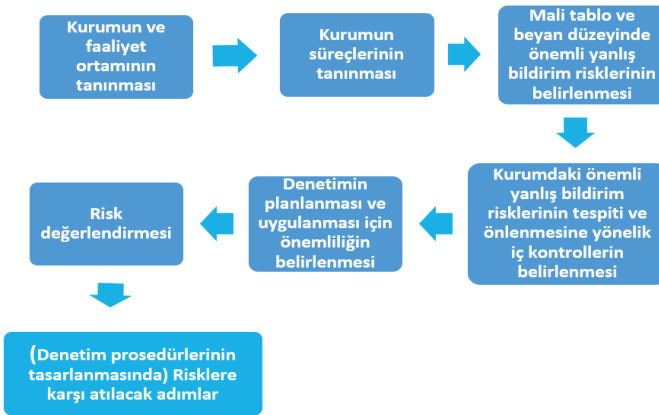 Kurumun ve
faaliyet
ortamının
tanınması
Kurumun
süreçlerinin
tanınması
Mali tablo ve
beyan düzeyinde
önemli yanlış
bildirim risklerinin
belirlenmesi
Kurumdaki önemli
yanlış bildirim
risklerinin tespiti ve
önlenmesine yönelik
iç kontrollerin
belirlenmesi
Denetimin
planlanması ve
uygulanması için
önemliliğin
belirlenmesi
Risk
değerlendirmesi
(Denetim prosedürlerinin
tasarlanmasında) Risklere
karşı atılacak adımlar